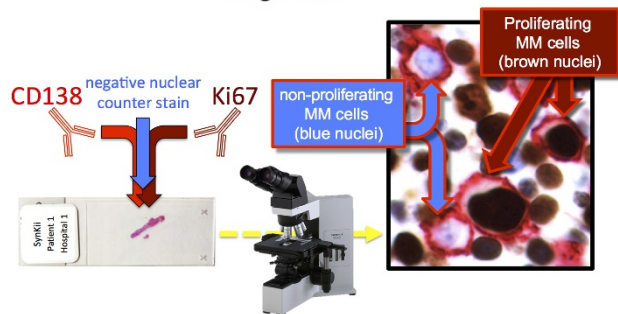 CD138
negative nuclear
counter stain
Ki67
non-proliferating
MM cells
(blue nuclei)
Proliferating
MM cells
(brown nuclei)
SynKii
Patient 1
Hospital 1